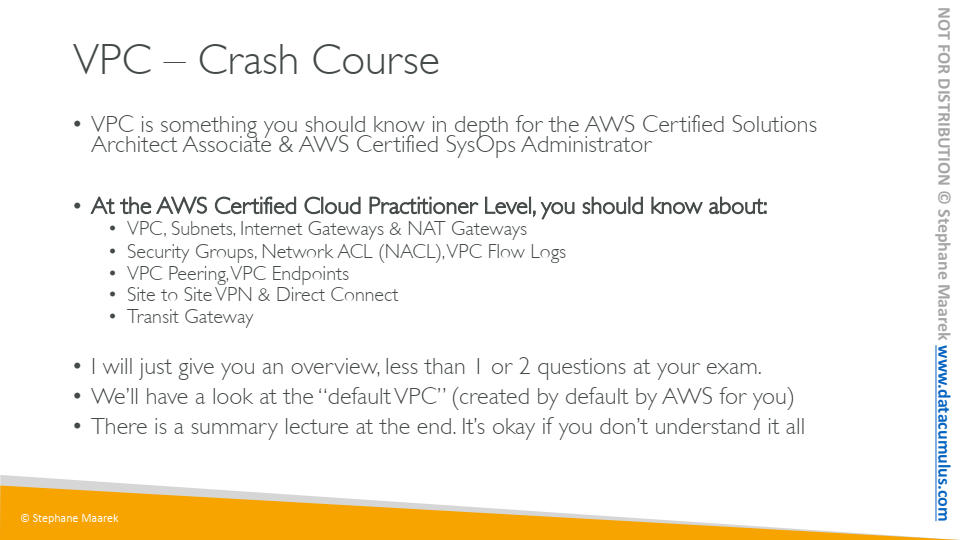 VPC – Crash Course
• VPC is something you should know in depth for the AWS Certified Solutions
Architect Associate & AWS Certified SysOps Administrator
• At the AWS Certified Cloud Practitioner Level, you should know about:
• VPC, Subnets, Internet Gateways & NAT Gateways
• Security Groups, Network ACL (NACL), VPC Flow Logs
• VPC Peering, VPC Endpoints
• Site to Site VPN & Direct Connect
• Transit Gateway
• I will just give you an overview, less than 1 or 2 questions at your exam.
• We’ll have a look at the “default VPC” (created by default by AWS for you)
• There is a summary lecture at the end. It’s okay if you don’t understand it all
© Stephane Maarek
NOT FOR DISTRIBUTION © Stephane Maarek www.datacumulus.com